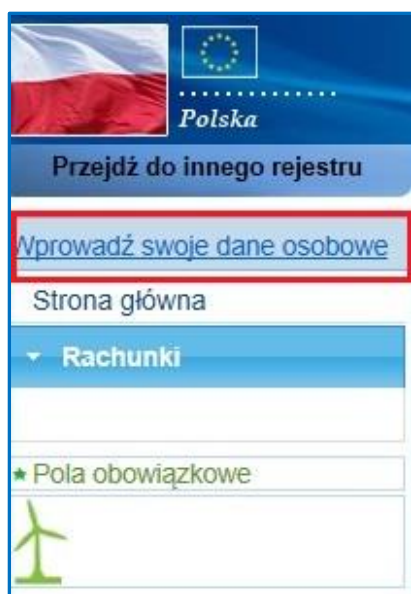 Polska
Przejdź do innego rejestru
Wprowadź swoje dane osobowe
Strona główna
Rachunki
Pola obowiązkowe